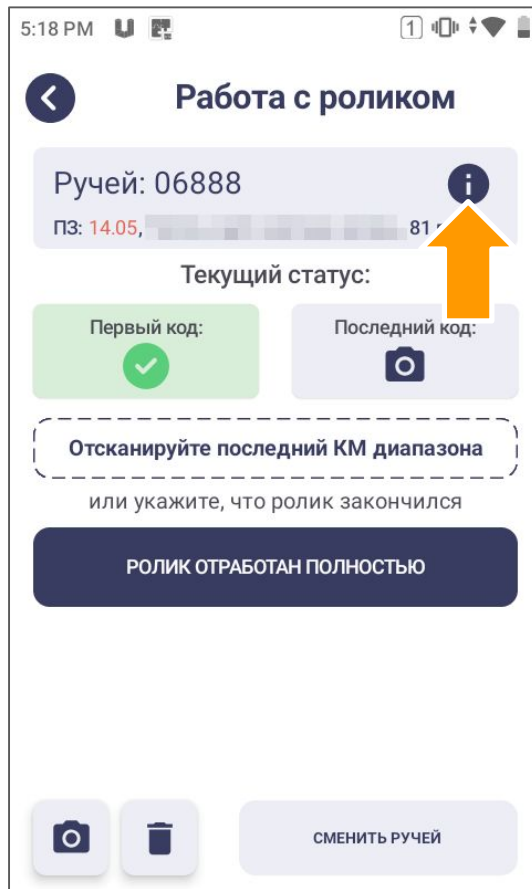 5:18 PM 1
Работа с роликом
Ручей: 06888
ПЗ: 14.05, 81
Текущий статус:
Первый код: Последний код:
Отсканируйте последний КМ диапазона
или укажите, что ролик закончился
РОЛИК ОТРАБОТАН ПОЛНОСТЬЮ
СМЕНИТЬ РУЧЕЙ